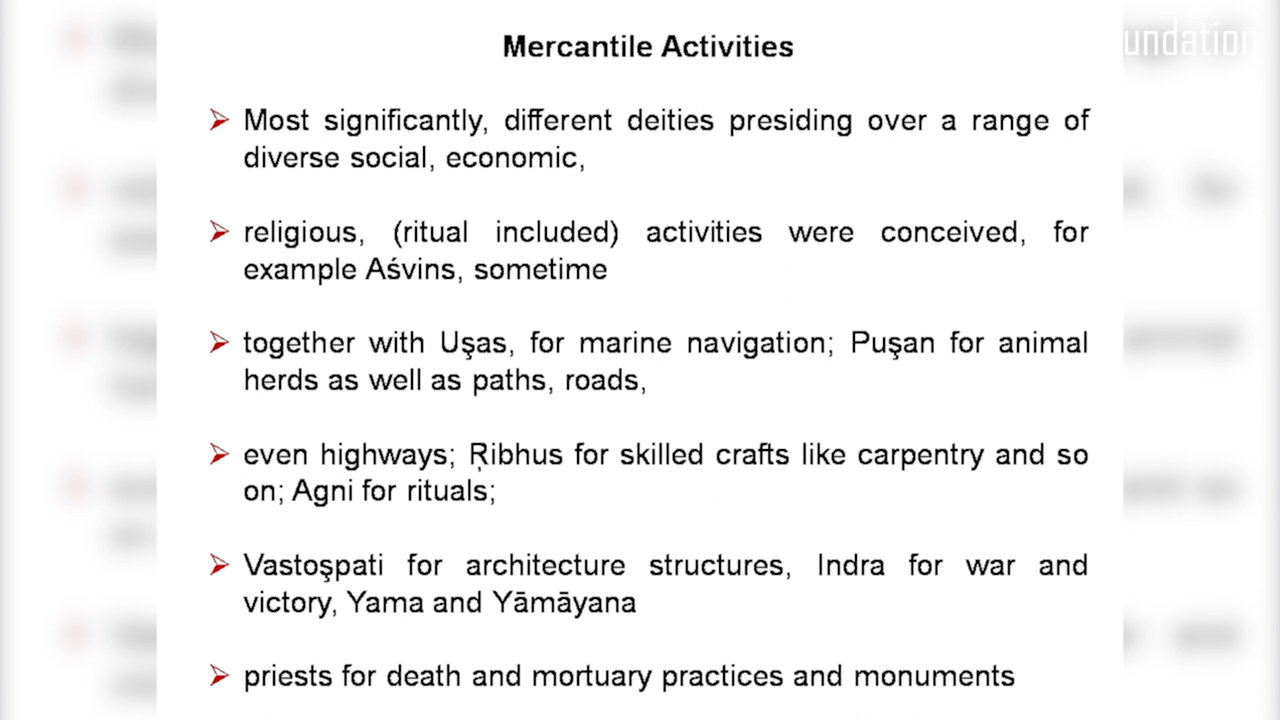 Mercantile Activities
undation
Most significantly, different deities presiding over a range of
diverse social, economic,
religious, (ritual included) activities were conceived, for
example Aśvins, sometime
together with Uşas, for marine navigation; Puşan for animal
herds as well as paths, roads,
even highways; Ṛibhus for skilled crafts like carpentry and so
on; Agni for rituals;
Vastoşpati for architecture structures, Indra for war and
victory, Yama and Yāmāyana
priests for death and mortuary practices and monuments